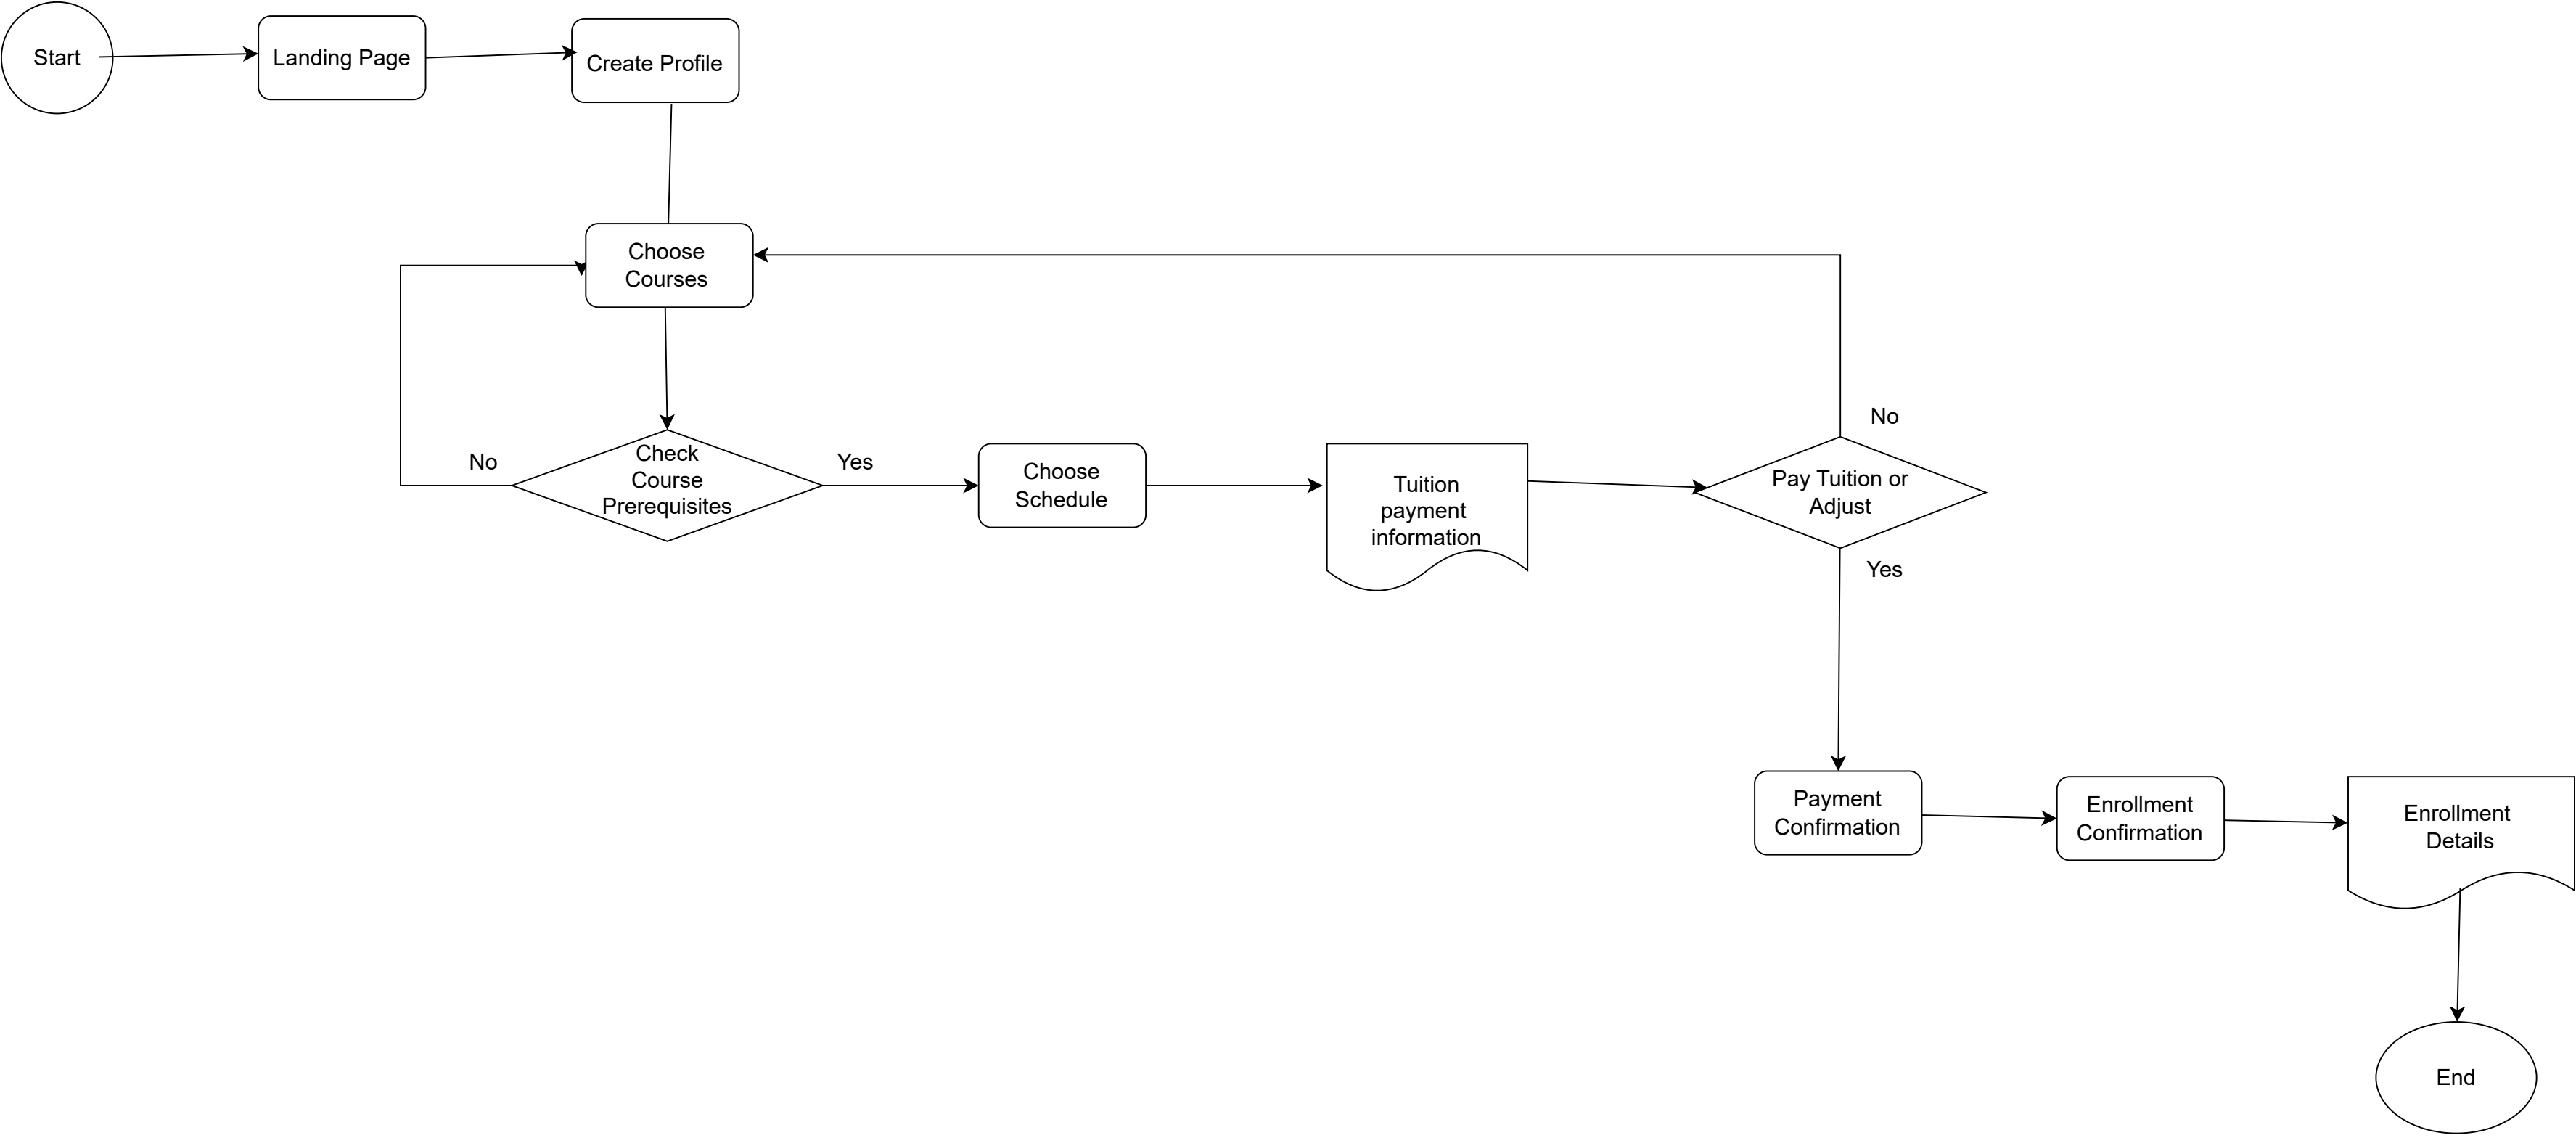 Start
Landing Page
Create Profile
Choose
Courses
No
Check
Course
Prerequisites
Yes
Choose
Schedule
Tuition
payment
information
No
Pay Tuition or
Adjust
Yes
Payment
Confirmation
Enrollment
Confirmation
Enrollment
Details
End